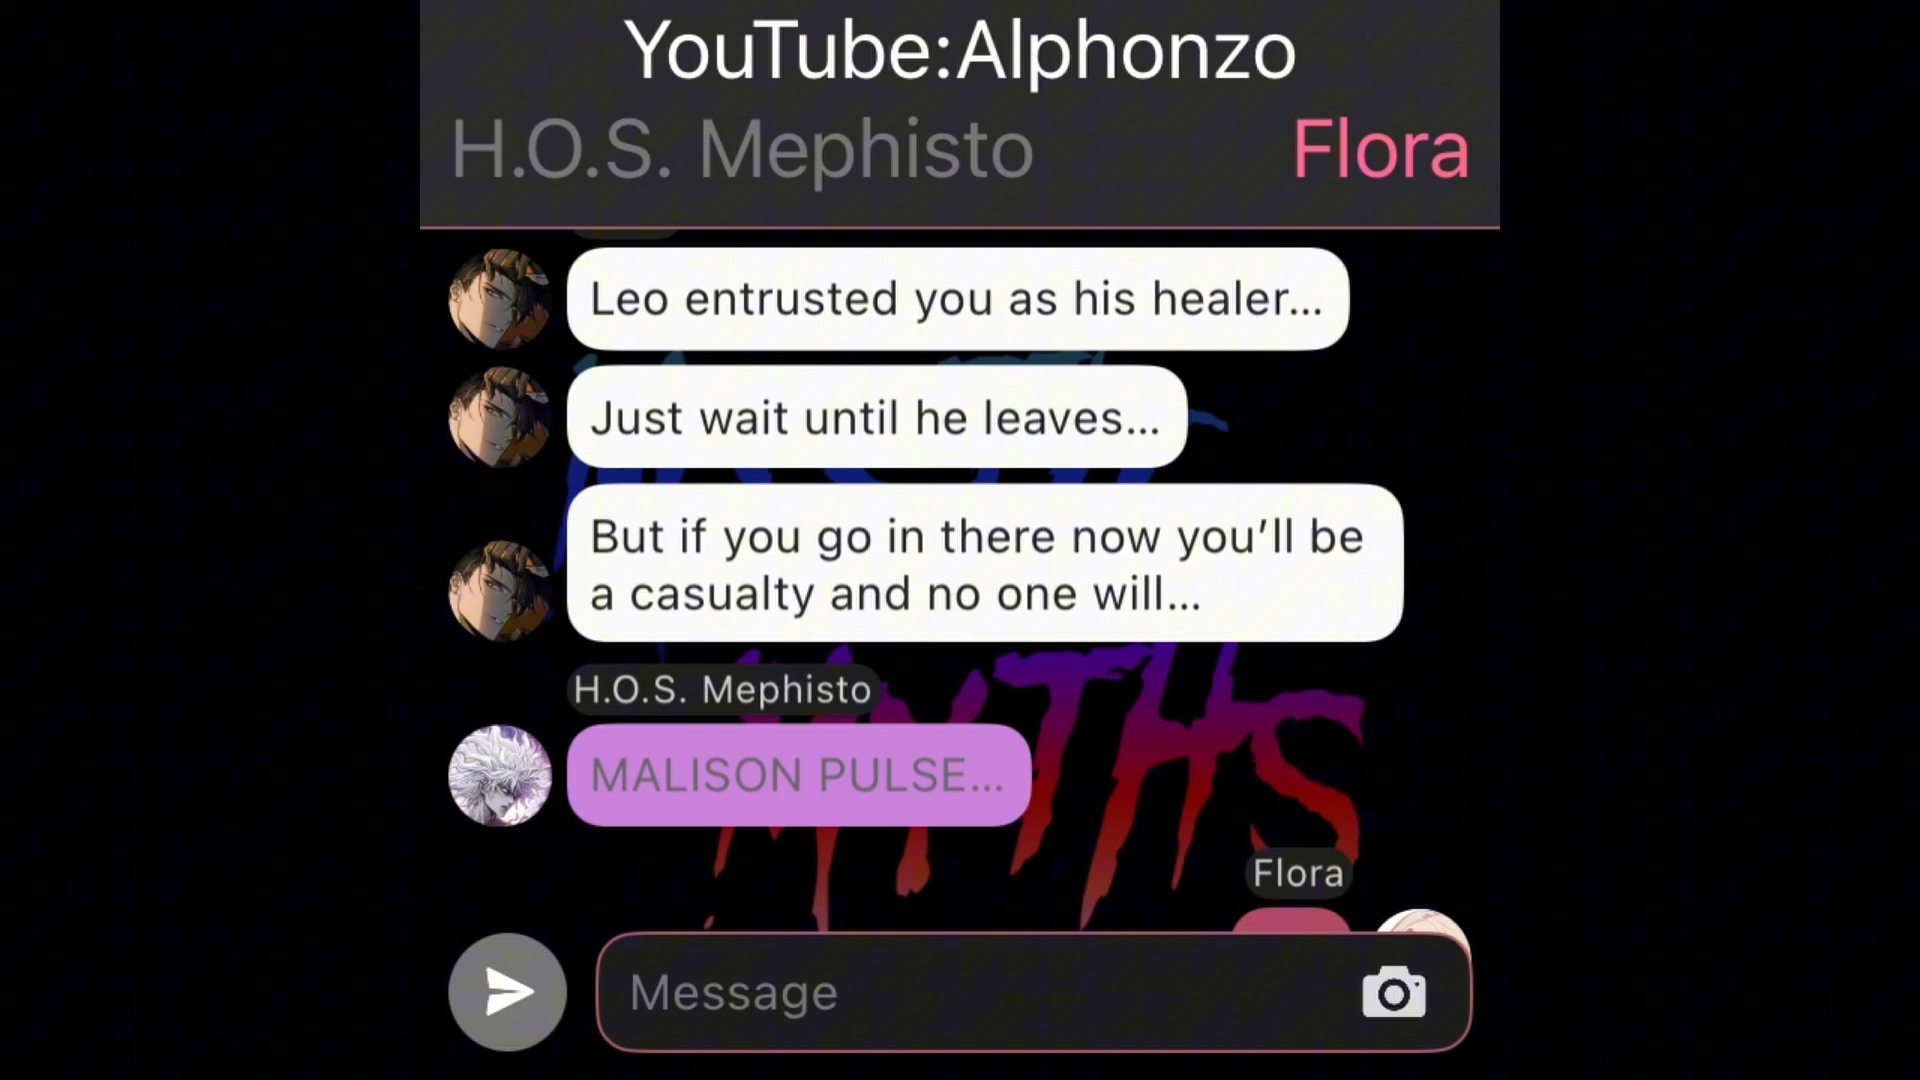 YouTube:Alphonzo
H.O.S. Mephisto Flora
Leo entrusted you as his healer...
Just wait until he leaves...
But if you go in there now you’ll be
a casualty and no one will...
H.O.S. Mephisto
MALISON PULSE...
MYTHS
Flora
Message